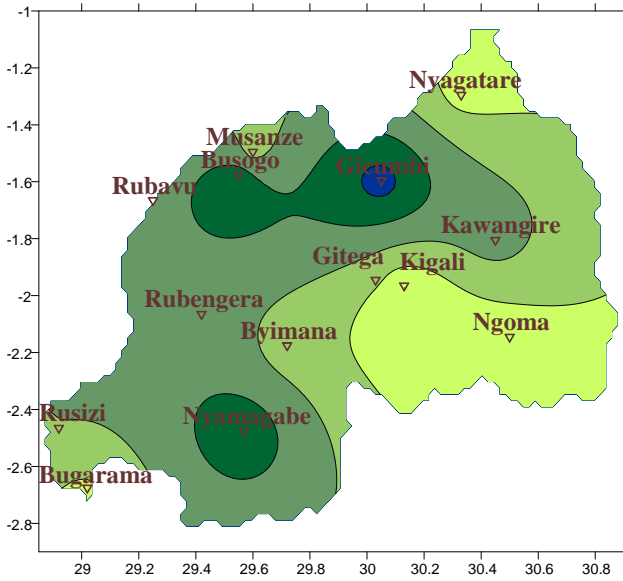 -1
-1.2
Nyagatare
-1.4
Musanze
Busogo
Gicumbi
-1.6
Rubavu
-1.8
Kawangire
Gitega
Kigali
-2
Rubengera
Ngoma
Byimana
-2.2
-2.4
Rusizi
Nyamagabe
-2.6
Bugarama
-2.8
29 29.2 29.4 29.6 29.8 30 30.2 30.4 30.6 30.8